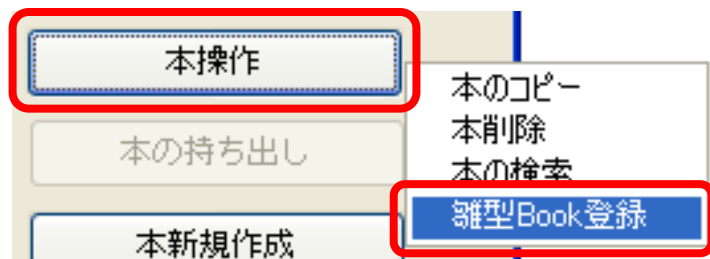 本操作
本の持ち出し
本新規作成
本のコピー
本削除
本の検索
雛型Book登録